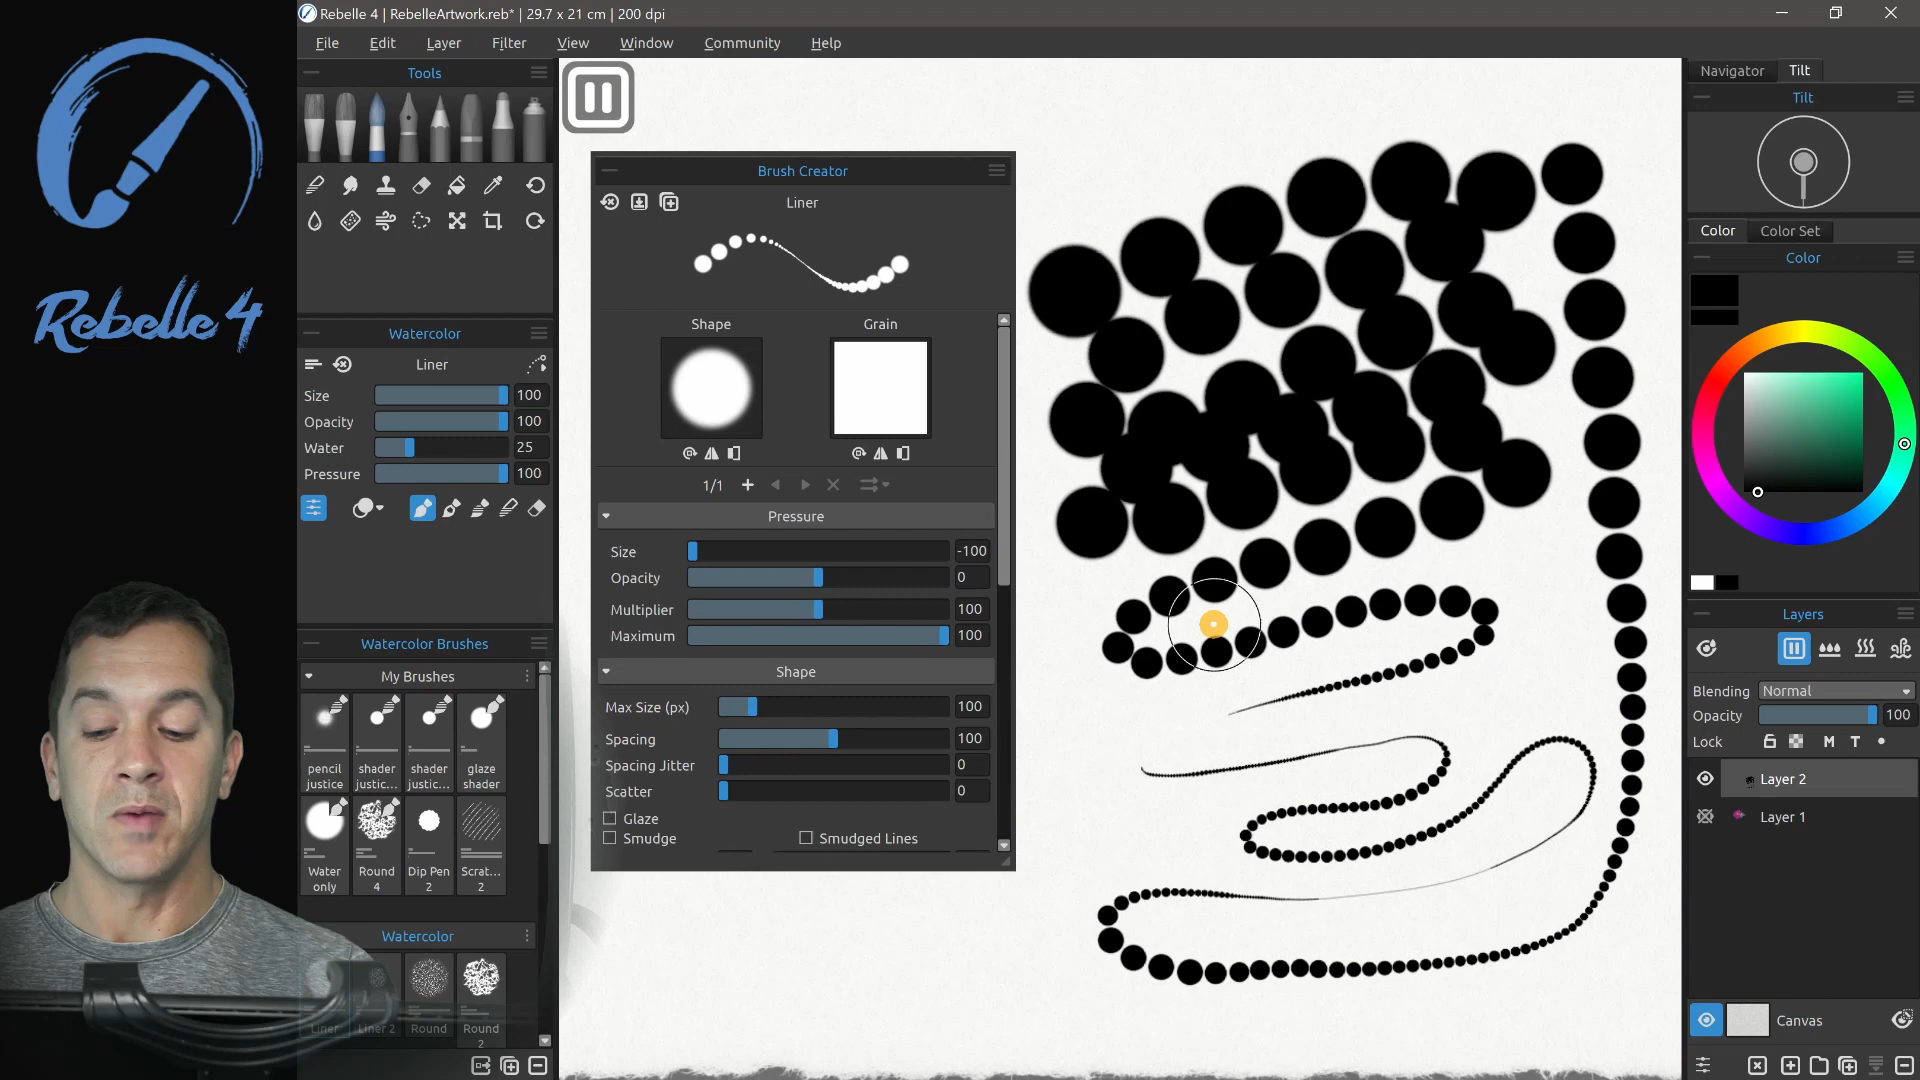 Rebelle 4 | RebelleArtwork.reb* | 29.7 x 21 cm | 200 dpi
File Edit Layer Filter View Window Community Help
Rebelle 4
Tools
Watercolor
Liner
Size 100
Opacity 100
Water 25
Pressure 100
Watercolor Brushes
My Brushes
pencil justice
shader justic...
shader justic...
glaze shader
Water only
Round 4
Dip Pen 2
Scrat... 2
Watercolor
Liner
Liner 2
Round
Round 2
Brush Creator
Liner
Shape Grain
1/1
Pressure
Size -100
Opacity 0
Multiplier 100
Maximum 100
Shape
Max Size (px) 100
Spacing 100
Spacing Jitter 0
Scatter 0
Glaze
Smudge Smudged Lines
Navigator Tilt
Tilt
Color Color Set
Color
Layers
Blending Normal
Opacity 100
Lock M T
Layer 2
Layer 1
Canvas